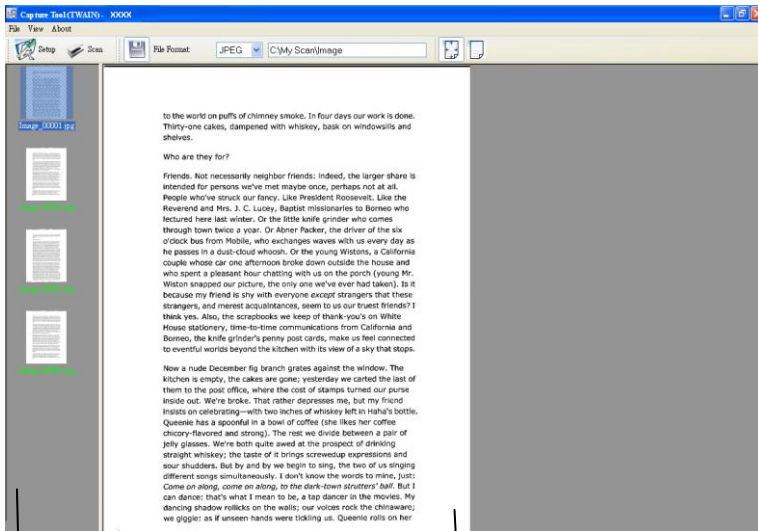 Capture Tool(TWAIN) - XXXX
File View About
Setup Scan File Format: JPEG C:\My Scan\Image
Image_00001.jpg
to the world on puffs of chimney smoke. In four days our work is done.
Thirty-one cakes, dampened with whiskey, bask on windowsills and
shelves.
Who are they for?
Friends. Not necessarily neighbor friends: indeed, the larger share is
intended for persons we've met maybe once, perhaps not at all.
People who've struck our fancy. Like President Roosevelt. Like the
Reverend and Mrs. J. C. Lucey, Baptist missionaries to Borneo who
lectured here last winter. Or the little knife grinder who comes
through town twice a year. Or Abner Packer, the driver of the six
o'clock bus from Mobile, who exchanges waves with us every day as
he passes in a dust-cloud whoosh. Or the young Wistons, a California
couple whose car one afternoon broke down outside the house and
who spent a pleasant hour chatting with us on the porch (young Mr.
Wiston snapped our picture, the only one we've ever had taken). Is it
because my friend is shy with everyone except strangers that these
strangers, and merest acquaintances, seem to us our truest friends? I
think yes. Also, the scrapbooks we keep of thank-you's on White
House stationery, time-to-time communications from California and
Borneo, the knife grinder's penny post cards, make us feel connected
to eventful worlds beyond the kitchen with its view of a sky that stops.
Now a nude December fig branch grates against the window. The
kitchen is empty, the cakes are gone; yesterday we carted the last of
them to the post office, where the cost of stamps turned our purse
inside out. We're broke. That rather depresses me, but my friend
insists on celebrating—with two inches of whiskey left in Haha's bottle.
Queenie has a spoonful in a bowl of coffee (she likes her coffee
chicory-flavored and strong). The rest we divide between a pair of
jelly glasses. We're both quite awed at the prospect of drinking
straight whiskey; the taste of it brings screwedup expressions and
sour shudders. But by and by we begin to sing, the two of us singing
different songs simultaneously. I don't know the words to mine, just:
Come on along, come on along, to the dark-town strutters' ball. But I
can dance: that's what I mean to be, a tap dancer in the movies. My
dancing shadow rollicks on the walls; our voices rock the chinaware;
we giggle: as if unseen hands were tickling us. Queenie rolls on her